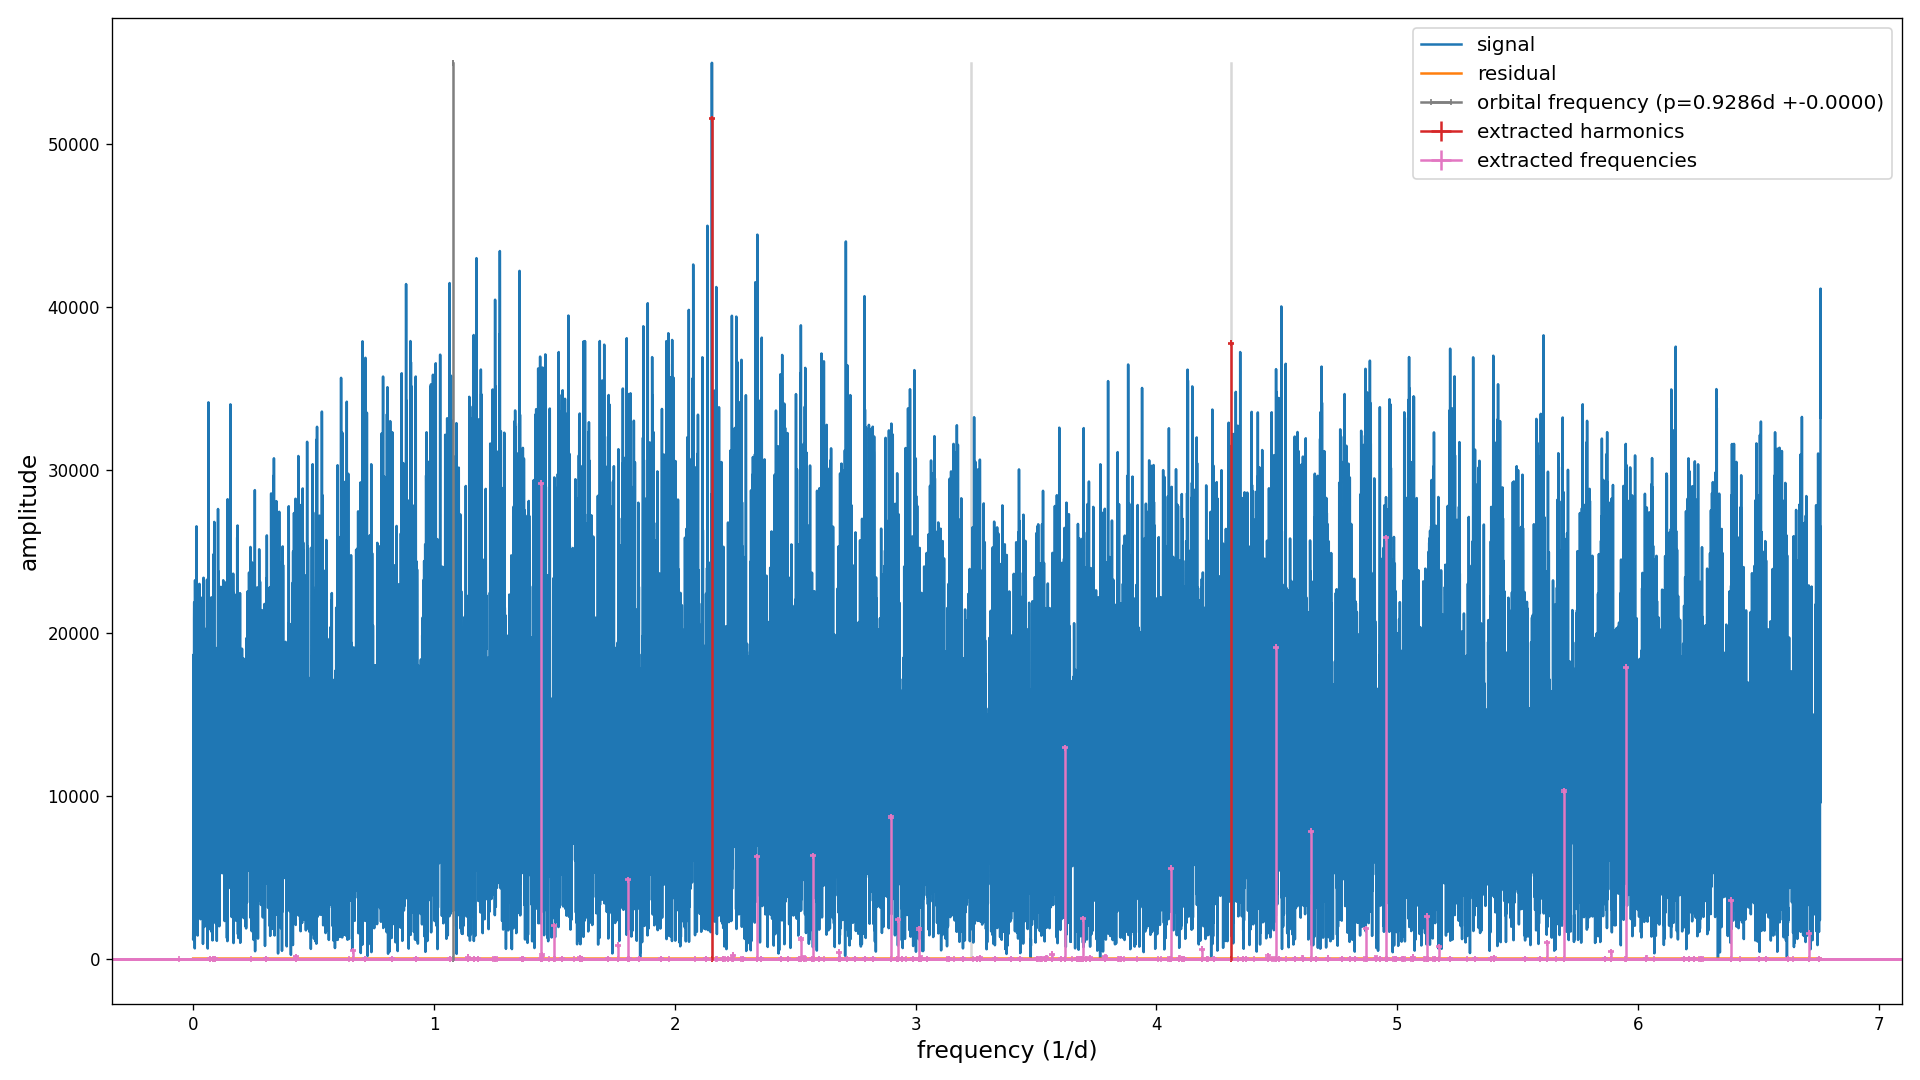 signal
residual
orbital frequency (p=0.9286d +-0.0000)
extracted harmonics
extracted frequencies
50000
40000
30000
20000
10000
0
amplitude
0 1 2 3 4 5 6 7
frequency (1/d)